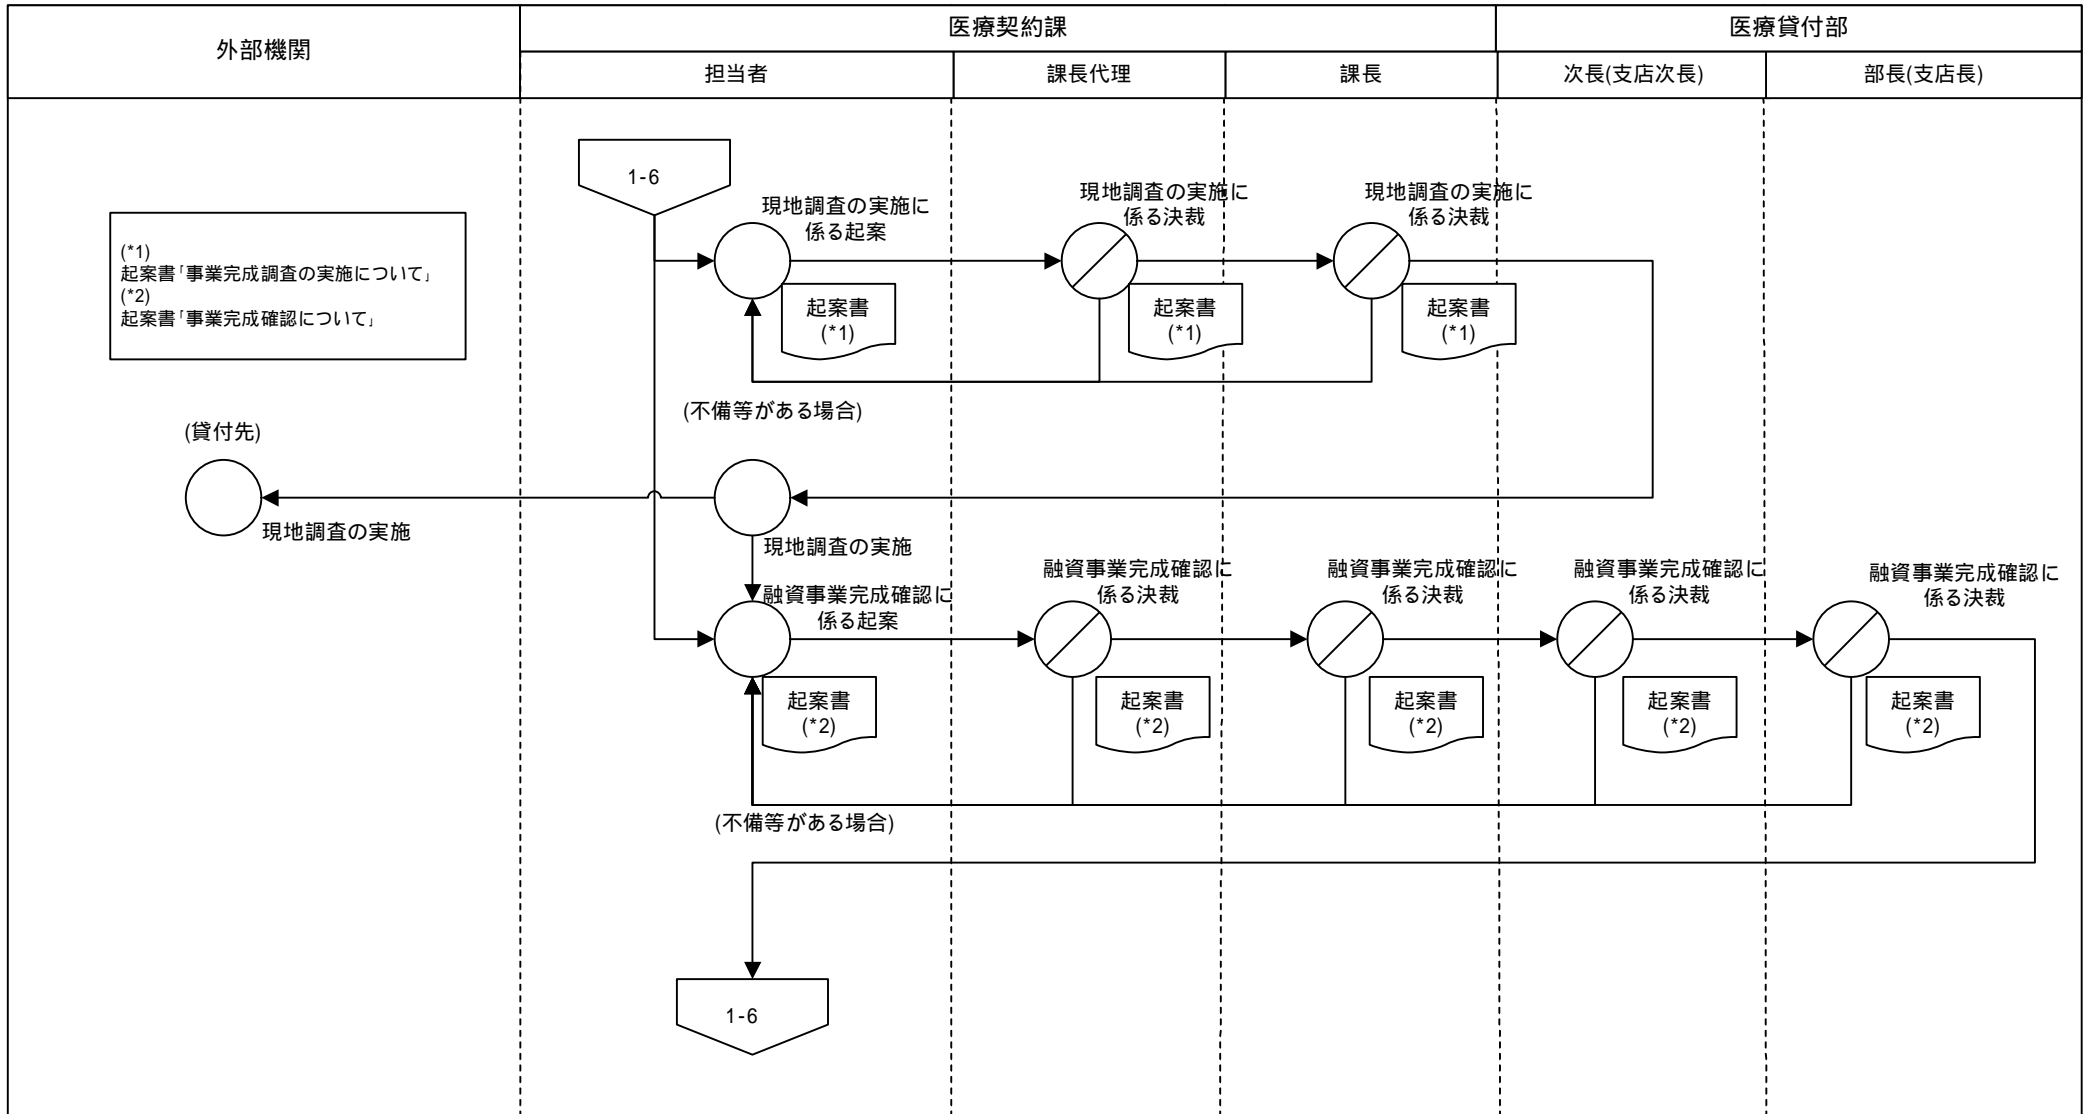 外部機関
医療契約課
医療貸付部
担当者
課長代理
課長
次長(支店次長)
部長(支店長)
1-6
現地調査の実施に
係る起案
現地調査の実施に
係る決裁
現地調査の実施に
係る決裁
(*1)
起案書「事業完成調査の実施について」
(*2)
起案書「事業完成確認について」
起案書
(*1)
起案書
(*1)
起案書
(*1)
(不備等がある場合)
(貸付先)
現地調査の実施
現地調査の実施
融資事業完成確認に
係る起案
融資事業完成確認に
係る決裁
融資事業完成確認に
係る決裁
融資事業完成確認に
係る決裁
融資事業完成確認に
係る決裁
起案書
(*2)
起案書
(*2)
起案書
(*2)
起案書
(*2)
起案書
(*2)
(不備等がある場合)
1-6